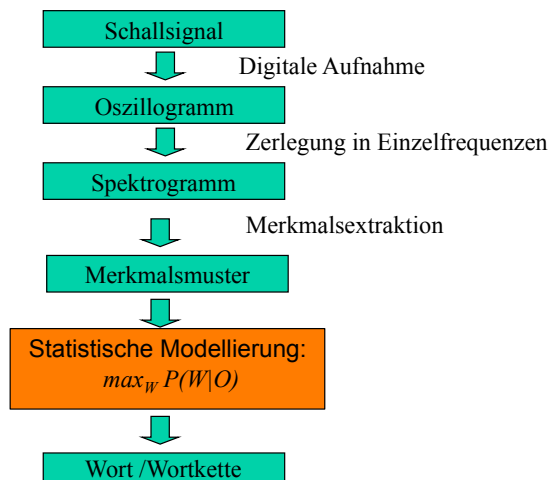 Schallsignal
Digitale Aufnahme
Oszillogramm
Zerlegung in Einzelfrequenzen
Spektrogramm
Merkmalsextraktion
Merkmalsmuster
Statistische Modellierung:
max_W P(W|O)
Wort /Wortkette